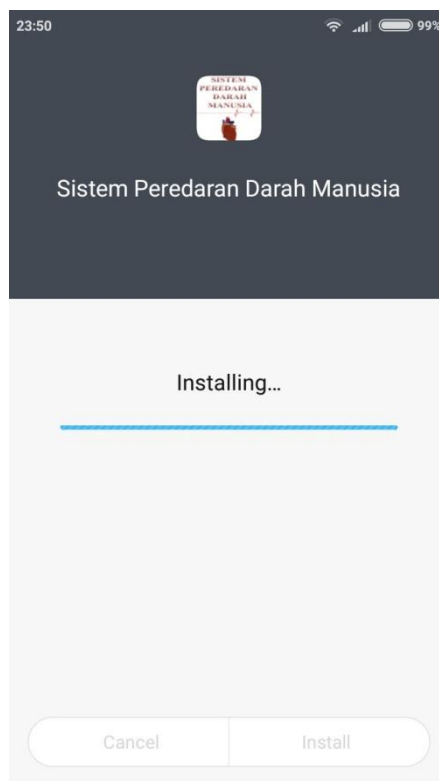 23:50
99%
SISTEM
PEREDARAN
DARAH
MANUSIA
Sistem Peredaran Darah Manusia
Installing...
Cancel
Install